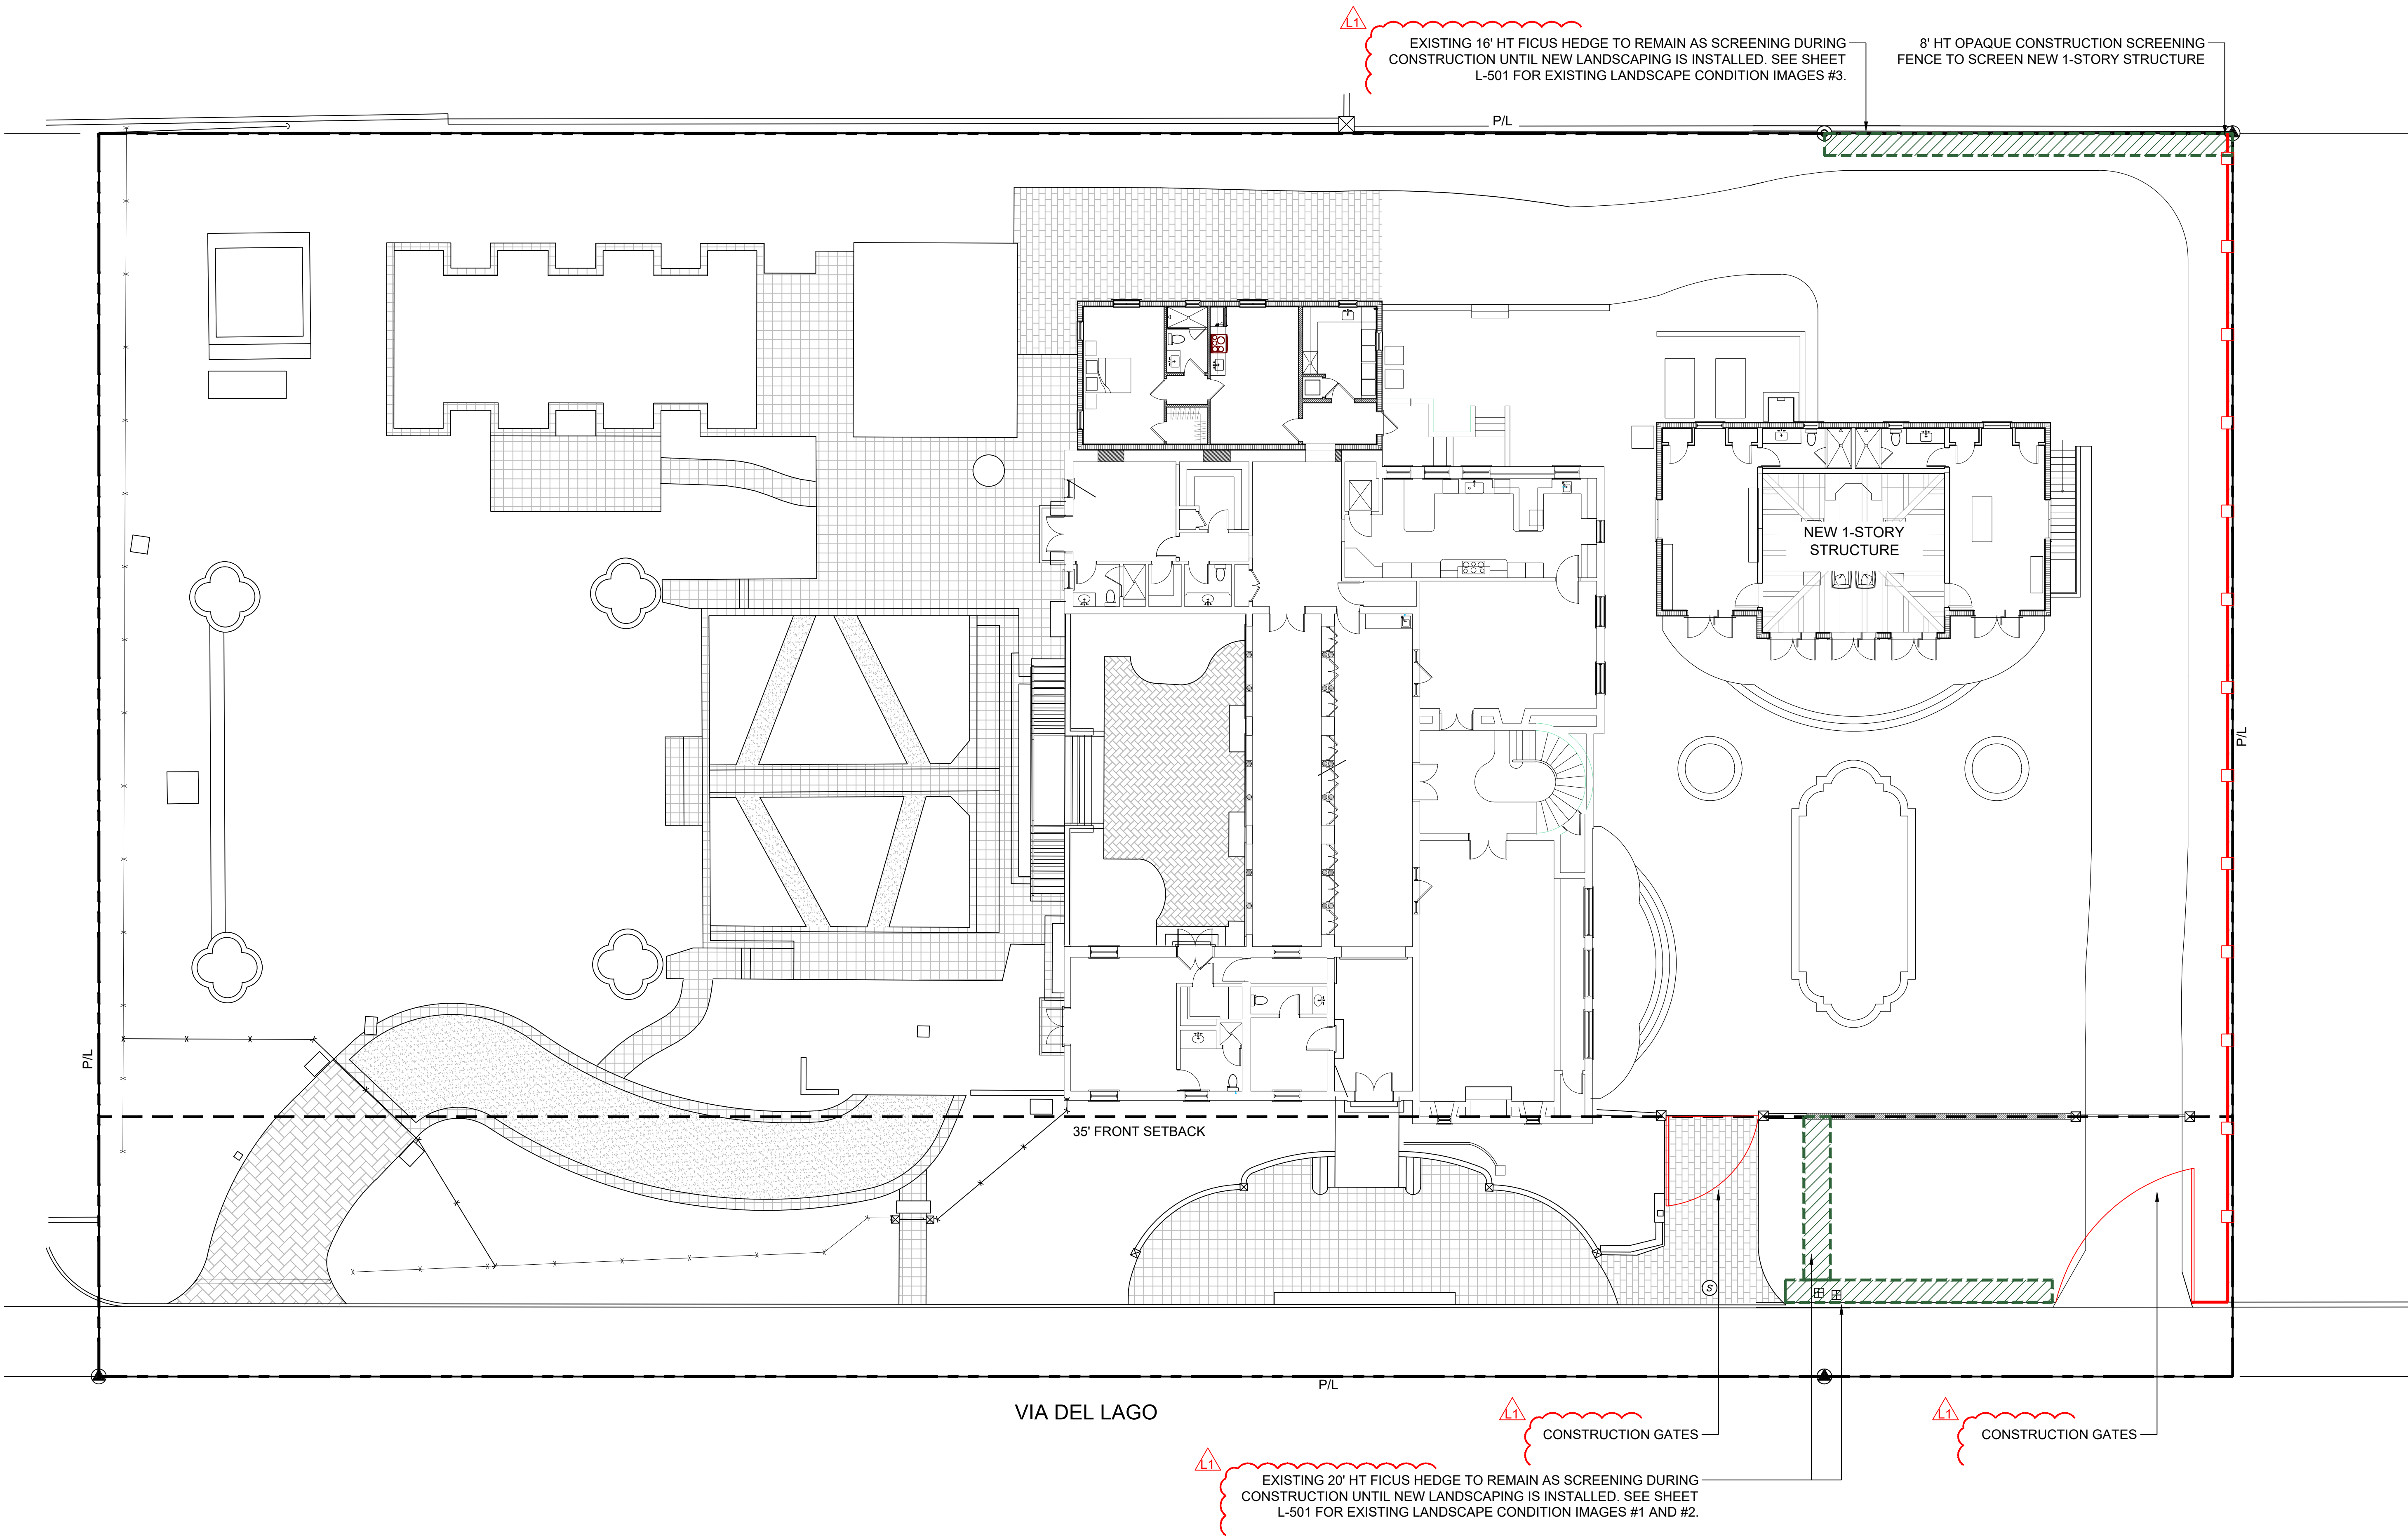 L1
EXISTING 16' HT FICUS HEDGE TO REMAIN AS SCREENING DURING
CONSTRUCTION UNTIL NEW LANDSCAPING IS INSTALLED. SEE SHEET
L-501 FOR EXISTING LANDSCAPE CONDITION IMAGES #3.
8' HT OPAQUE CONSTRUCTION SCREENING
FENCE TO SCREEN NEW 1-STORY STRUCTURE
P/L
NEW 1-STORY
STRUCTURE
P/L
P/L
35' FRONT SETBACK
S
P/L
VIA DEL LAGO
L1
CONSTRUCTION GATES
L1
CONSTRUCTION GATES
L1
EXISTING 20' HT FICUS HEDGE TO REMAIN AS SCREENING DURING
CONSTRUCTION UNTIL NEW LANDSCAPING IS INSTALLED. SEE SHEET
L-501 FOR EXISTING LANDSCAPE CONDITION IMAGES #1 AND #2.